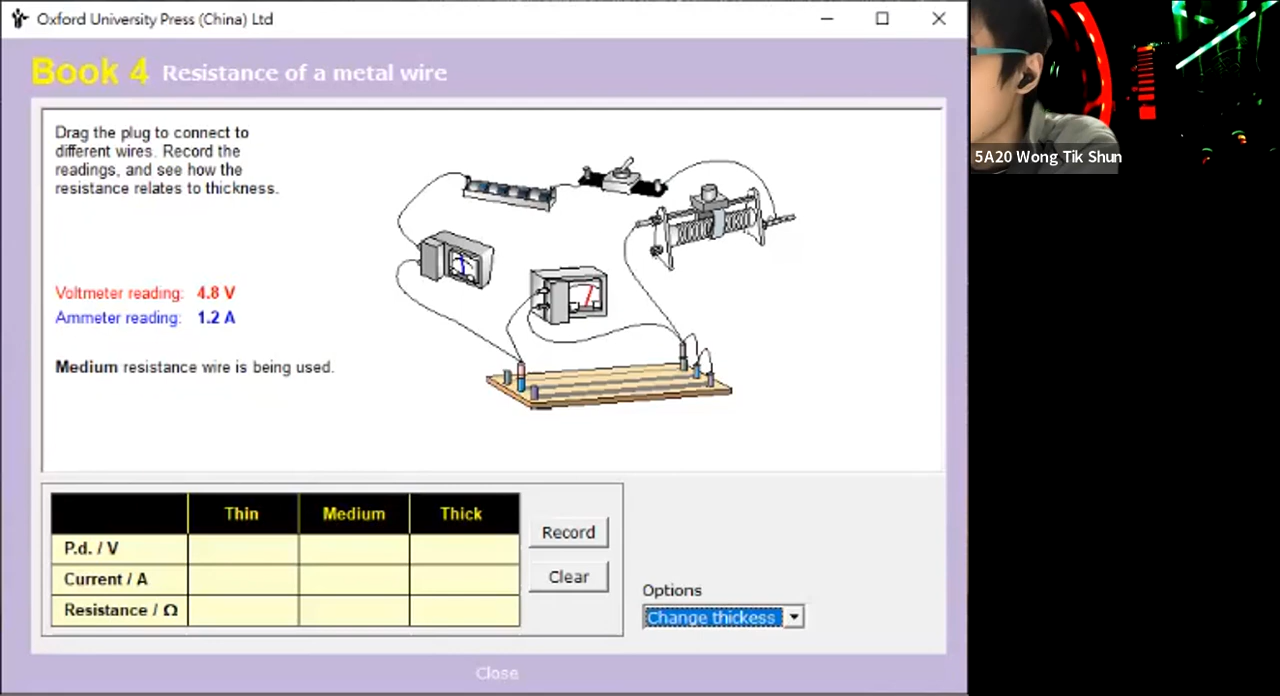 Oxford University Press (China) Ltd
Book 4 Resistance of a metal wire
Drag the plug to connect to
different wires. Record the
readings, and see how the
resistance relates to thickness.
Voltmeter reading: 4.8 V
Ammeter reading: 1.2 A
Medium resistance wire is being used.
Thin Medium Thick
P.d. / V
Current / A
Resistance / Ω
Record
Clear
Options
Change thickess
Close
5A20 Wong Tik Shun